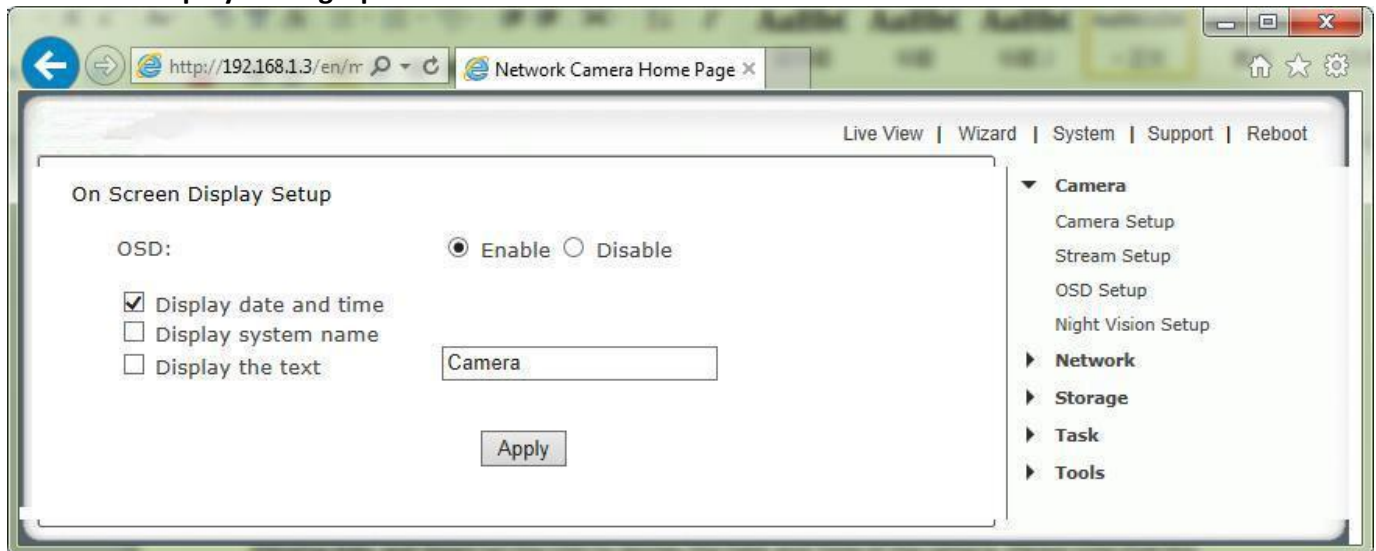 http://192.168.1.3/en/m
Network Camera Home Page
Live View | Wizard | System | Support | Reboot
On Screen Display Setup
OSD:
Enable
Disable
Display date and time
Display system name
Display the text
Camera
Apply
Camera
Camera Setup
Stream Setup
OSD Setup
Night Vision Setup
Network
Storage
Task
Tools